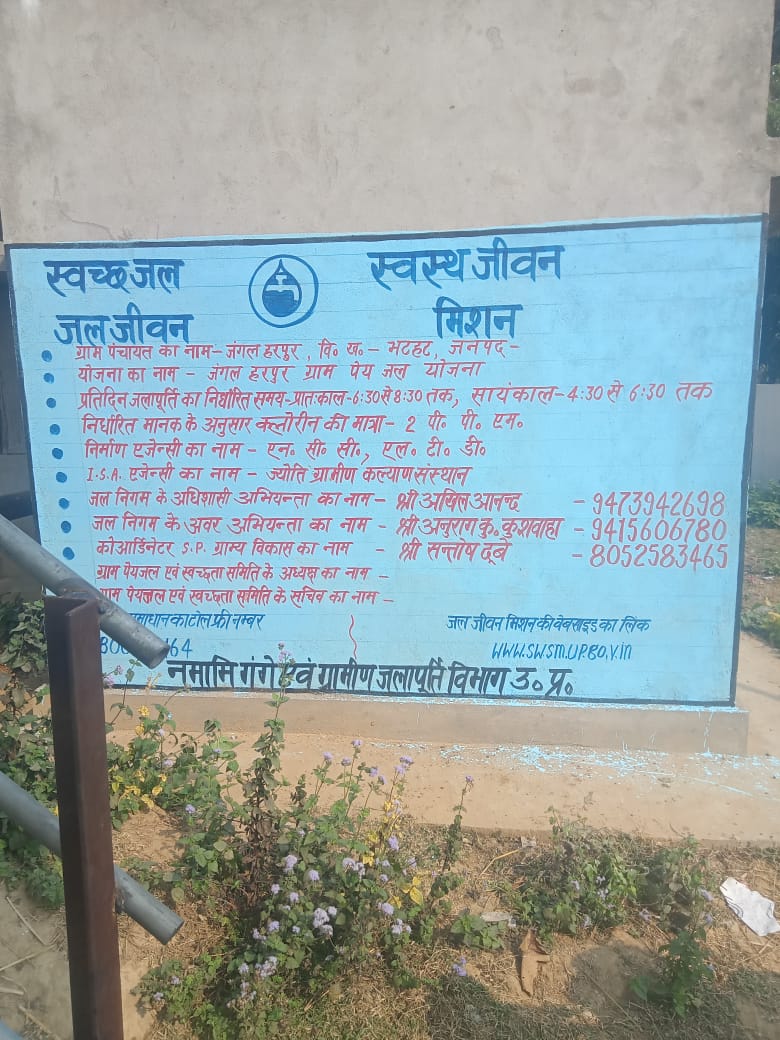 स्वच्छ जल स्वस्थ जीवन
जल जीवन मिशन
ग्राम पंचायत का नाम - जंगल हरपुर, वि० ख० - भटहट, जनपद -
योजना का नाम - जंगल हरपुर ग्राम पेय जल योजना
प्रतिदिन जलापूर्ति का निर्धारित समय - प्रातःकाल - 6:30 से 8:30 तक, सायंकाल - 4:30 से 6:30 तक
निर्धारित मानक के अनुसार क्लोरीन की मात्रा - 2 पी० पी० एम०
निर्माण एजेन्सी का नाम - एन० सी० सी०, एल० टी० डी०
I.S.A. एजेन्सी का नाम - ज्योति ग्रामीण कल्याण संस्थान
जल निगम के अधिशासी अभियन्ता का नाम - श्री अखिल आनन्द - 9473942698
जल निगम के अवर अभियन्ता का नाम - श्री अनुराग कु० कुशवाहा - 9415606780
कोआर्डिनेटर S.P. ग्राम्य विकास का नाम - श्री सन्तोष दूबे - 8052583465
ग्राम पेयजल एवं स्वच्छता समिति के अध्यक्ष का नाम -
ग्राम पेयजल एवं स्वच्छता समिति के सचिव का नाम -
का टोल फ्री नम्बर जल जीवन मिशन की वेबसाइड का लिंक
www.swsm.up.go.v.in
नमामि गंगे एवं ग्रामीण जलापूर्ति विभाग उ० प्र०